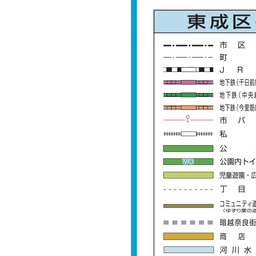 東成区
市 区
町
J R
地下鉄(千日前
地下鉄(中央
地下鉄(今里筋
市 バ
私
公
WC
公園内トイ
児童遊園・広
丁 目
コミュニティ道
(ゆずり葉の道
暗越奈良街
商 店
河 川 水